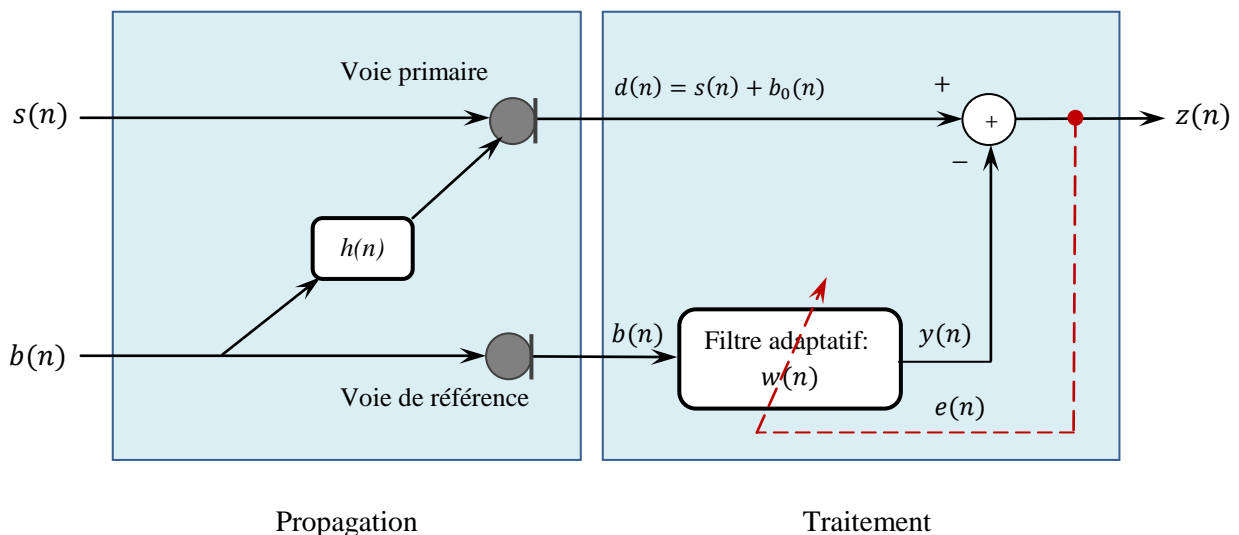 Voie primaire
s(n)
d(n) = s(n) + b₀(n)
+
+
−
z(n)
h(n)
b(n)
Voie de référence
b(n)
Filtre adaptatif:
w(n)
y(n)
e(n)
Propagation
Traitement